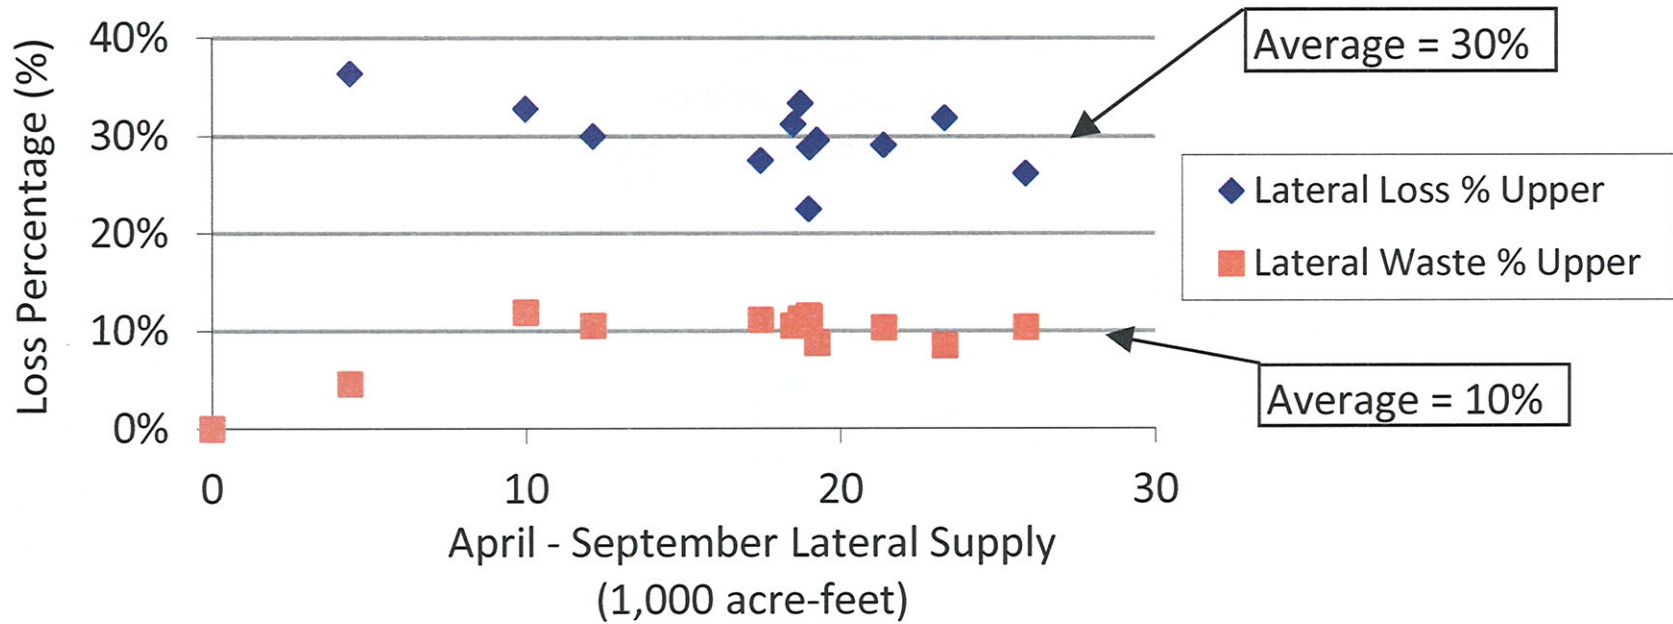 Loss Percentage (%)
40%
30%
20%
10%
0%
0
10
20
30
April - September Lateral Supply
(1,000 acre-feet)
Average = 30%
Lateral Loss % Upper
Lateral Waste % Upper
Average = 10%